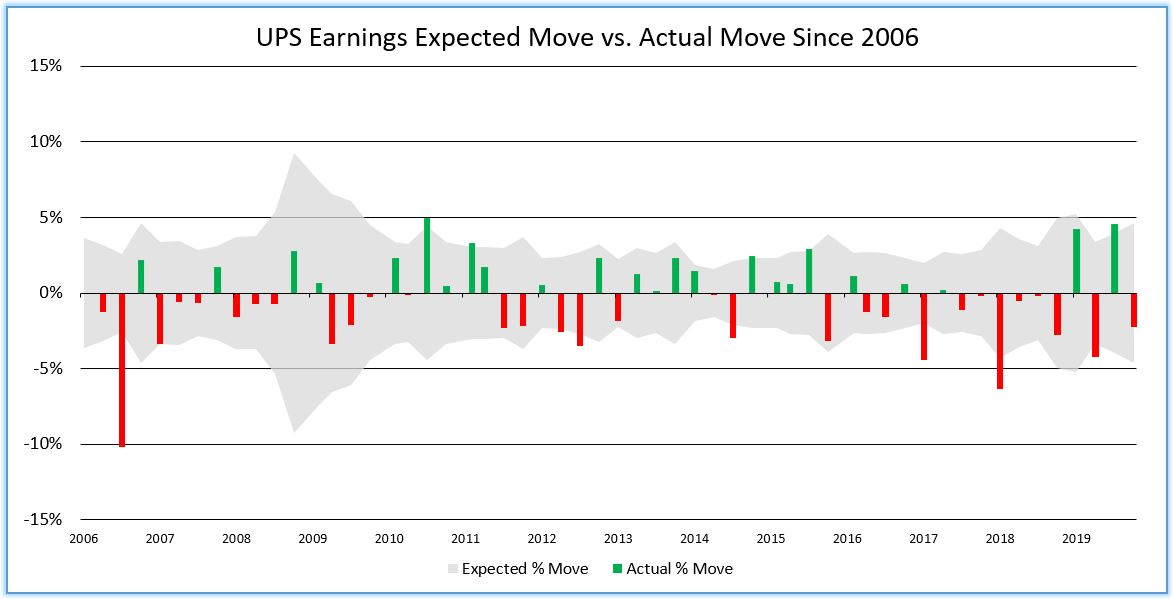 UPS Earnings Expected Move vs. Actual Move Since 2006
15%
10%
5%
0%
-5%
-10%
-15%
2006 2007 2008 2009 2010 2011 2012 2013 2014 2015 2016 2017 2018 2019
Expected % Move Actual % Move